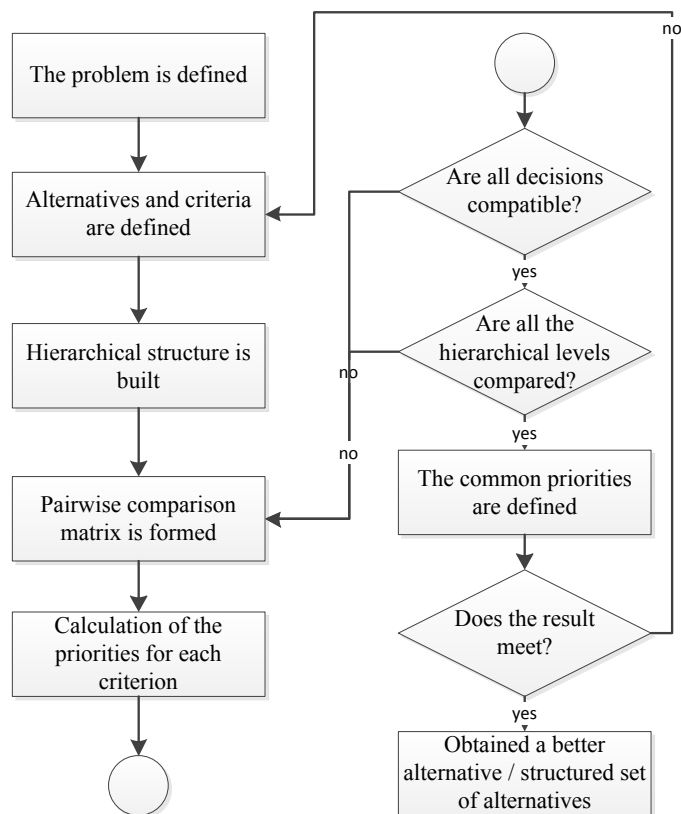 The problem is defined
Alternatives and criteria
are defined
Hierarchical structure is
built
Pairwise comparison
matrix is formed
Calculation of the
priorities for each
criterion
no
Are all decisions
compatible?
yes
Are all the
hierarchical levels
compared?
no
yes
no
The common priorities
are defined
Does the result
meet?
yes
Obtained a better
alternative / structured set
of alternatives